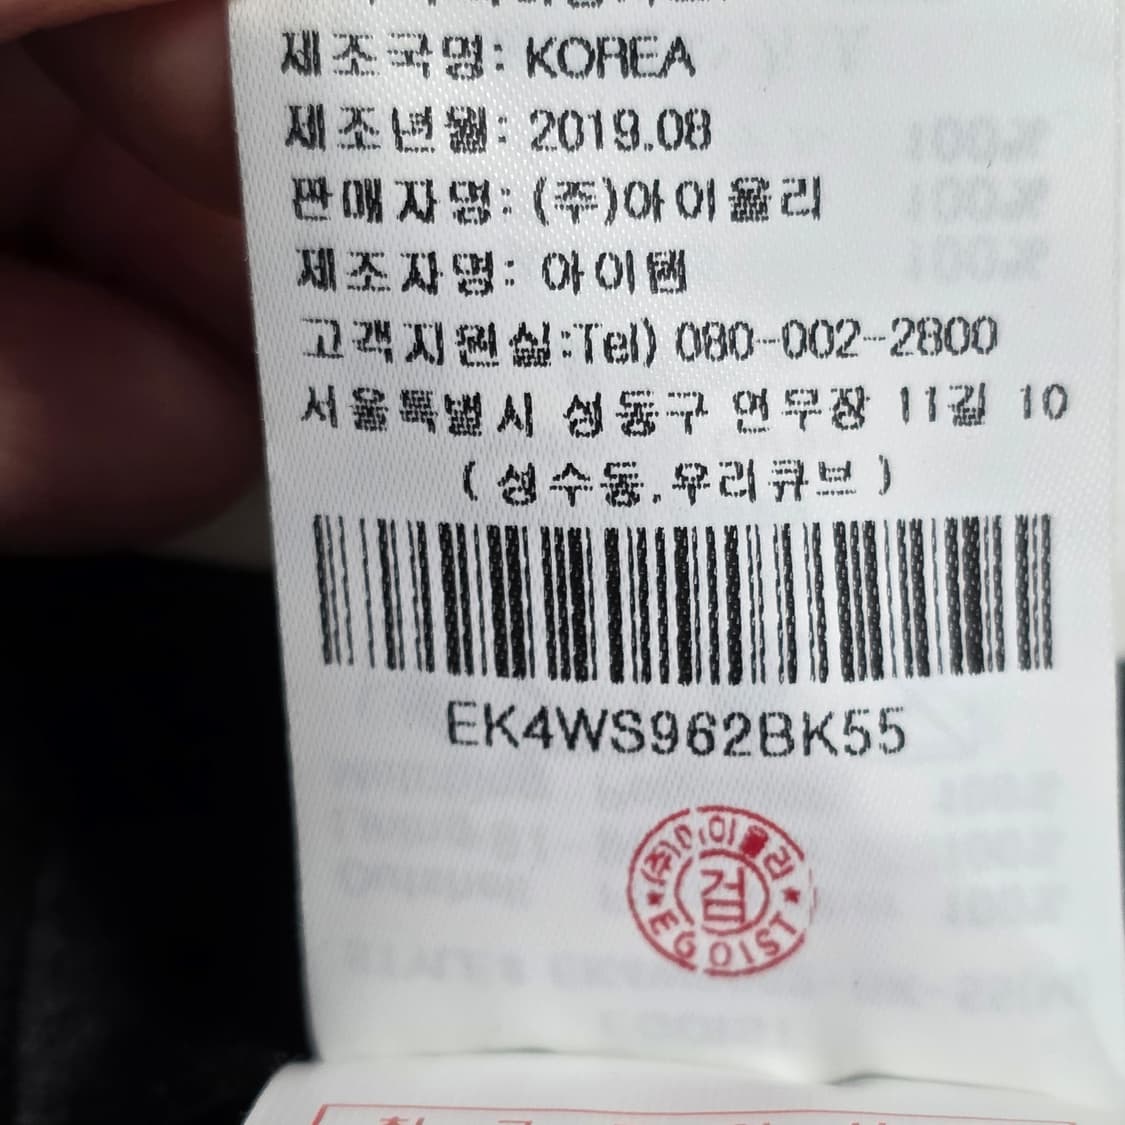 제조국명: KOREA
제조년월: 2019.08
판매자명: (주)아이올리
제조자명: 아이템
고객지원실:Tel) 080-002-2800
서울특별시 성동구 연무장 11길 10
( 성수동.우리큐브 )
EK4WS962BK55
(주)아이올리
검
EGOIST